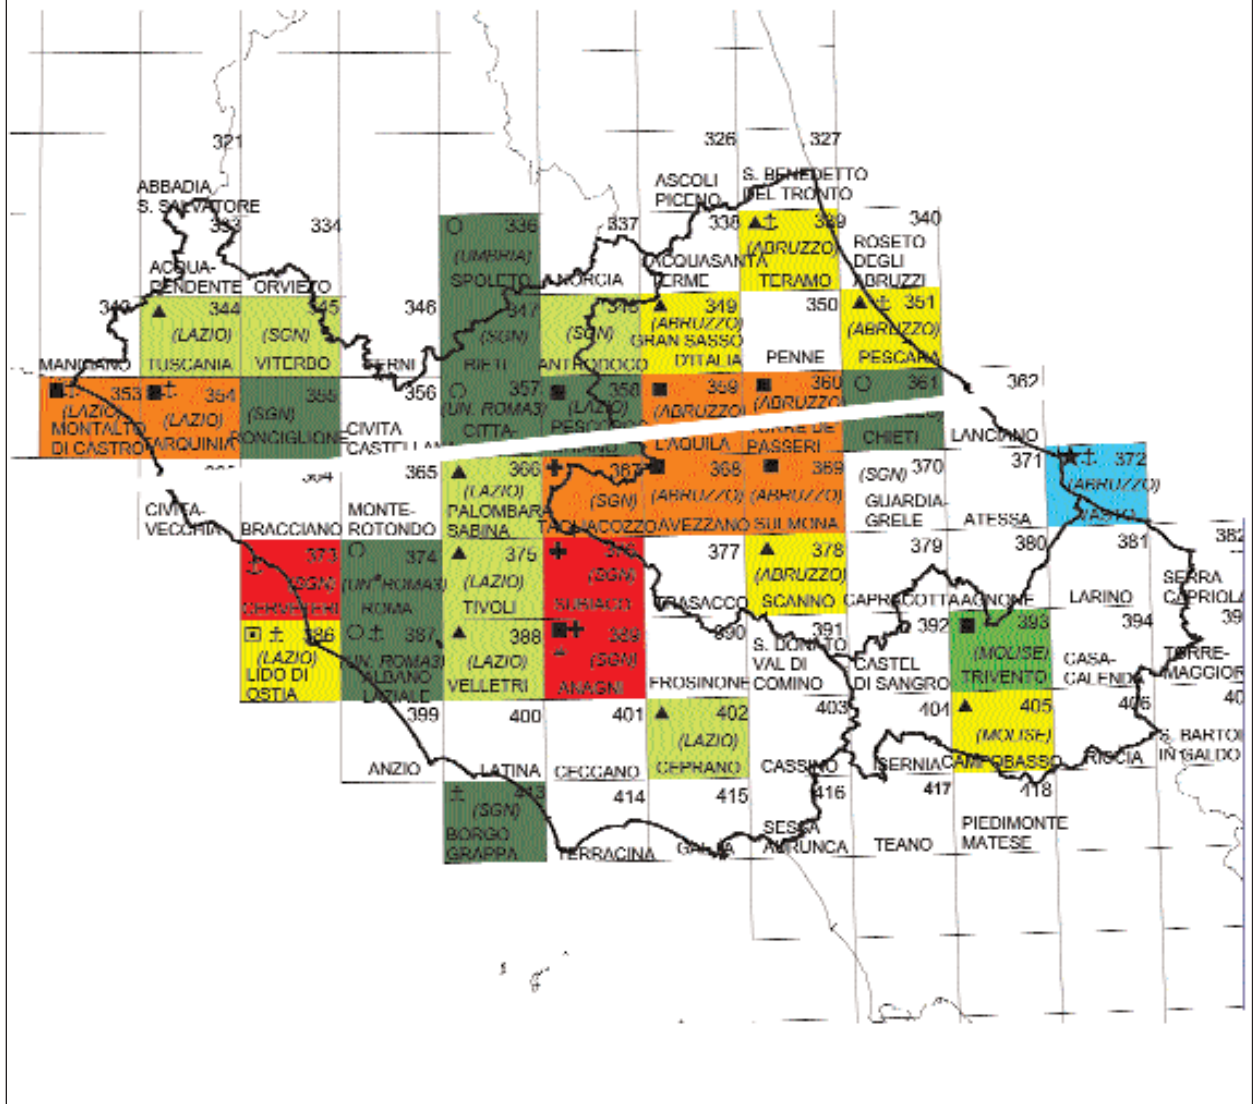 321
326
327
ABBADIA
S. SALVATORE
ASCOLI
PICENO
S. BENEDETTO
DEL TRONTO
333
334
336
337
338
339
340
(UMBRIA)
SPOLETO
NORCIA
ACQUASANTA
TERME
(ABRUZZO)
TERAMO
ROSETO
DEGLI
ABRUZZI
ACQUA-
PENDENTE
ORVIETO
344
345
346
347
348
349
350
351
(LAZIO)
TUSCANIA
(SGN)
VITERBO
TERNI
(SGN)
RIETI
(SGN)
ANTRODOCO
(ABRUZZO)
GRAN SASSO
D'ITALIA
PENNE
(ABRUZZO)
PESCARA
MANCIANO
353
354
355
356
357
358
359
360
361
362
(LAZIO)
MONTALTO
DI CASTRO
(LAZIO)
TARQUINIA
(SGN)
RONCIGLIONE
CIVITA
CASTELLANA
(UN. ROMA3)
CITTA-
(LAZIO)
(ABRUZZO)
L'AQUILA
(ABRUZZO)
TORRE DE
PASSERI
CHIETI
LANCIANO
364
365
366
367
368
369
370
371
372
CIVITA-
VECCHIA
BRACCIANO
MONTE-
ROTONDO
(LAZIO)
PALOMBARA
SABINA
(SGN)
TAGLIACOZZO
(ABRUZZO)
AVEZZANO
(ABRUZZO)
SULMONA
(SGN)
GUARDIA-
GRELE
ATESSA
(ABRUZZO)
VASTO
373
374
375
376
377
378
379
380
381
382
(SGN)
CERVETERI
(UN. ROMA3)
ROMA
(LAZIO)
TIVOLI
(SGN)
SUBIACO
TRASACCO
(ABRUZZO)
SCANNO
CAPRACOTTA
AGNONE
LARINO
SERRA
CAPRIOLA
386
387
388
389
390
391
392
393
394
39
(LAZIO)
LIDO DI
OSTIA
(UN. ROMA3)
ALBANO
LAZIALE
(LAZIO)
VELLETRI
(SGN)
ANAGNI
FROSINONE
S. DONATO
VAL DI
COMINO
CASTEL
DI SANGRO
(MOLISE)
TRIVENTO
CASA-
CALENDA
TORRE-
MAGGIOR
399
400
401
402
403
404
405
406
40
ANZIO
LATINA
CECCANO
(LAZIO)
CEPRANO
CASSINO
ISERNIA
(MOLISE)
CAMPOBASSO
RICCIA
S. BARTOL
IN GALDO
413
414
415
416
417
418
(SGN)
BORGO
GRAPPA
TERRACINA
GAETA
SESSA
AURUNCA
TEANO
PIEDIMONTE
MATESE